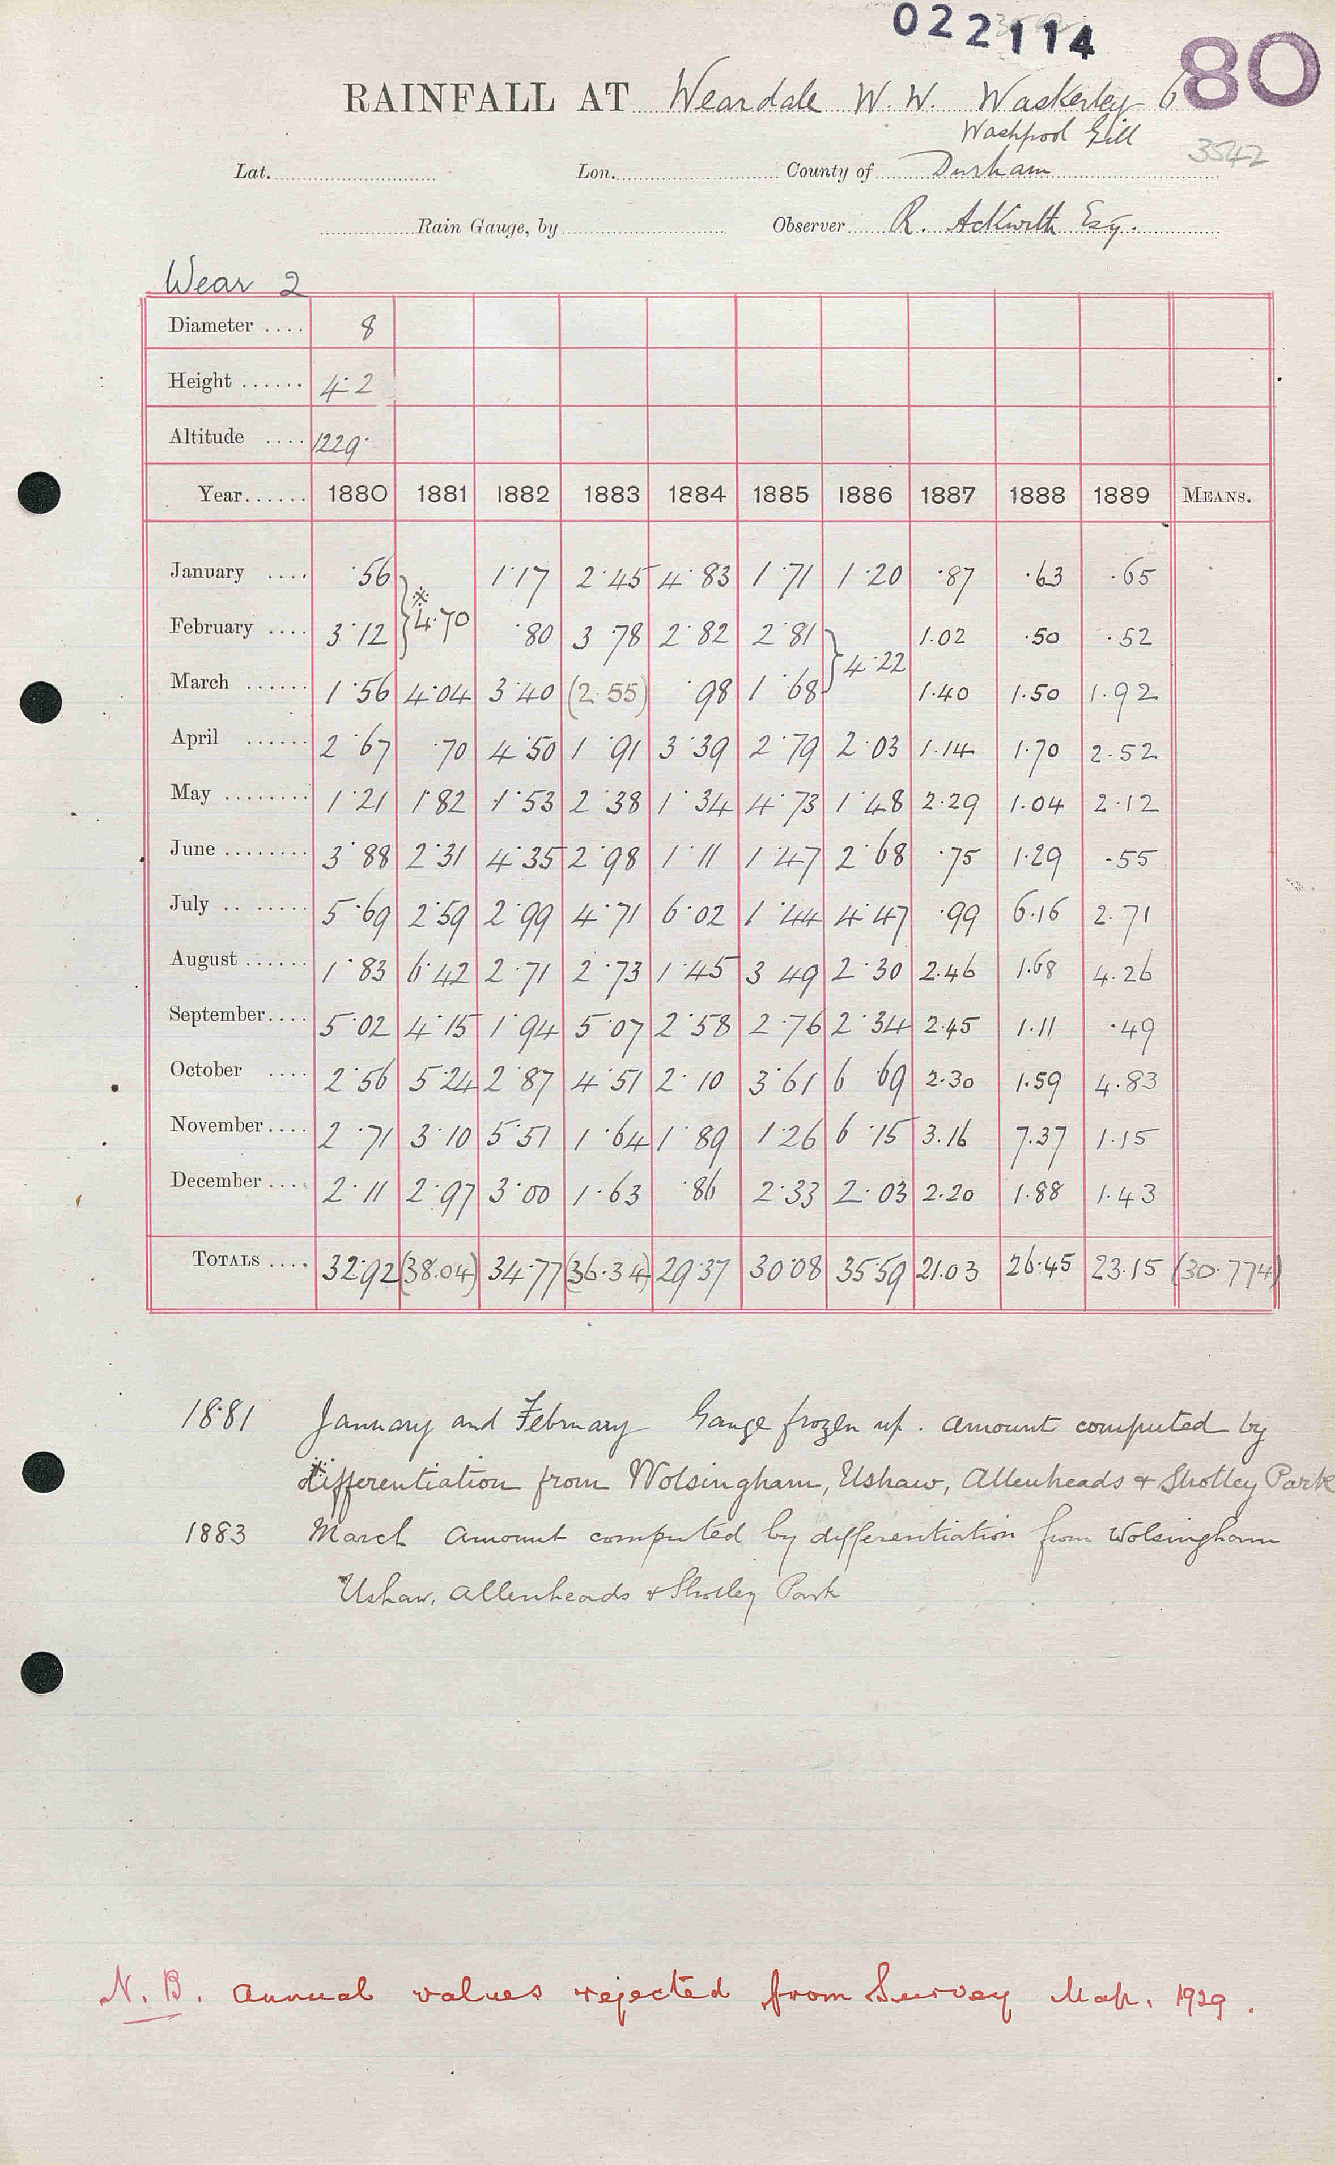 022114
80
RAINFALL AT Weardale W. W. Waskerley 6
Washpool Gill
3542
Lat. Lon. County of Durham
Rain Gauge, by Observer R. Ackwith Esq.
Wear 2
Diameter .... 8
Height ...... 4·2
Altitude .... 1229·
Year...... 1880 1881 1882 1883 1884 1885 1886 1887 1888 1889 MEANS.
January .... ·56 1·17 2·45 4·83 1·71 1·20 ·87 ·63 ·65
February .... 3·12 } ※ 4·70 ·80 3·78 2·82 2·81 } 4·22 1.02 ·50 .52
March ...... 1·56 4·04 3·40 (2.55) ·98 1·68 1.40 1.50 1.92
April ...... 2·67 ·70 4·50 1·91 3·39 2·79 2·03 1.14 1.70 2.52
May ........ 1·21 1·82 1·53 2·38 1·34 4·73 1·48 2.29 1.04 2.12
June ........ 3·88 2·31 4·35 2·98 1·11 1·47 2·68 ·75 1.29 .55
July .. ...... 5·69 2·59 2·99 4·71 6·02 1·44 4·47 ·99 6.16 2.71
August ...... 1·83 6·42 2·71 2·73 1·45 3·49 2·30 2.46 1.68 4.26
September.... 5·02 4·15 1·94 5·07 2·58 2·76 2·34 2.45 1.11 ·49
October .... 2·56 5·24 2·87 4·51 2·10 3·61 6·69 2.30 1.59 4.83
November.... 2·71 3·10 5·51 1·64 1·89 1·26 6·15 3.16 7.37 1.15
December .... 2·11 2·97 3·00 1·63 ·86 2·33 2·03 2.20 1.88 1.43
TOTALS .... 32·92 (38.04) 34·77 (36.34) 29·37 30·08 35·59 21.03 26.45 23.15 (30.774)
1881 January and February Gauge frozen up. Amount computed by
differentiation from Wolsingham, Ushaw, Allenheads & Shotley Park
1883 March Amount computed by differentiation from Wolsingham
Ushaw, Allenheads & Shotley Park
N.B. Annual values rejected from Survey Map. 1929.